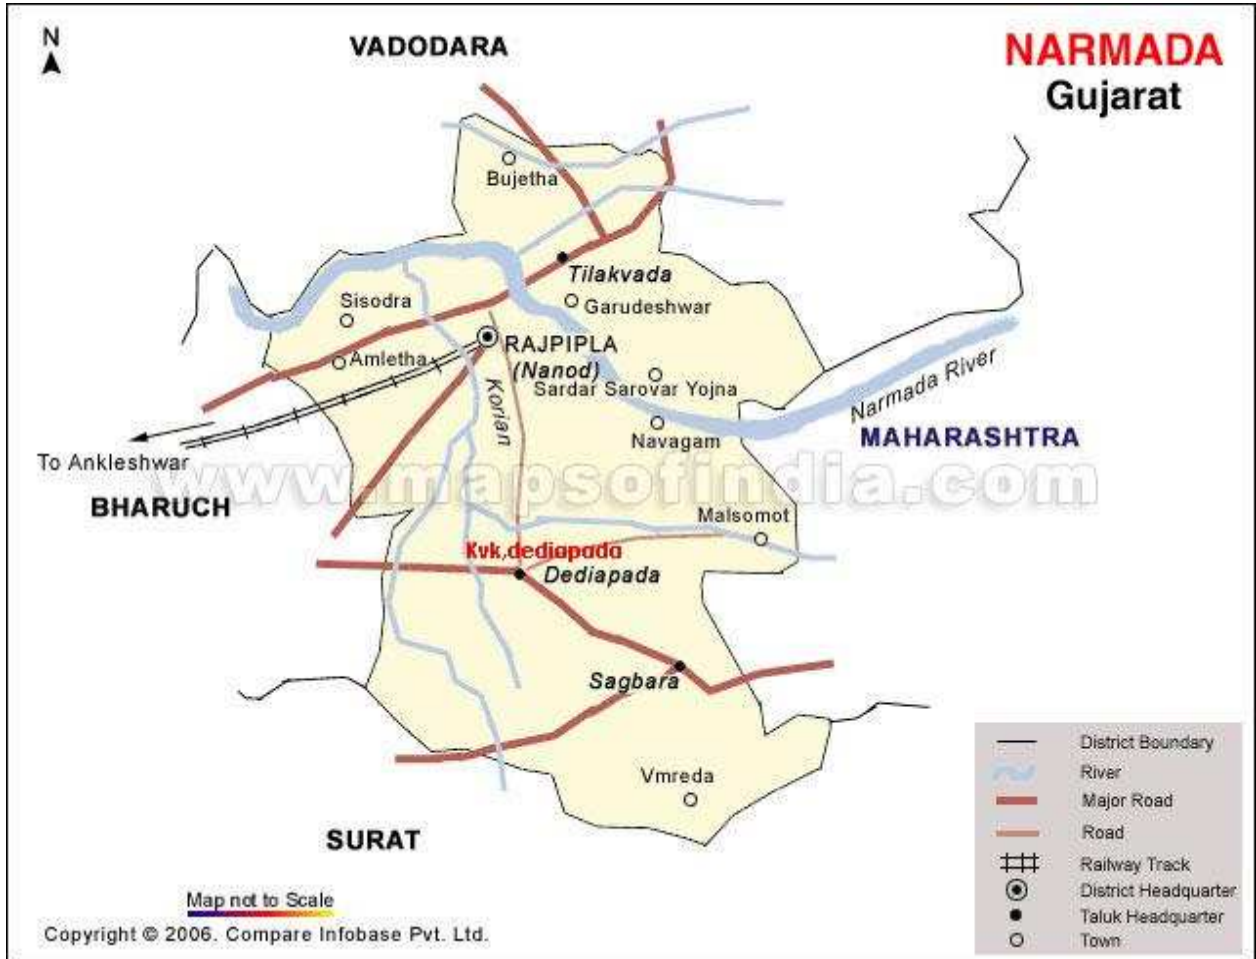 N
VADODARA
NARMADA
Gujarat
Bujetha
Tilakvada
Sisodra
Garudeshwar
RAJPIPLA
(Nanod)
Amletha
Sardar Sarovar Yojna
Korian
Narmada River
Navagam
MAHARASHTRA
To Ankleshwar
www.mapsofindia.com
BHARUCH
Malsomot
Kvk,dediapada
Dediapada
Sagbara
Vmreda
SURAT
District Boundary
River
Major Road
Road
Railway Track
District Headquarter
Taluk Headquarter
Town
Map not to Scale
Copyright © 2006. Compare Infobase Pvt. Ltd.